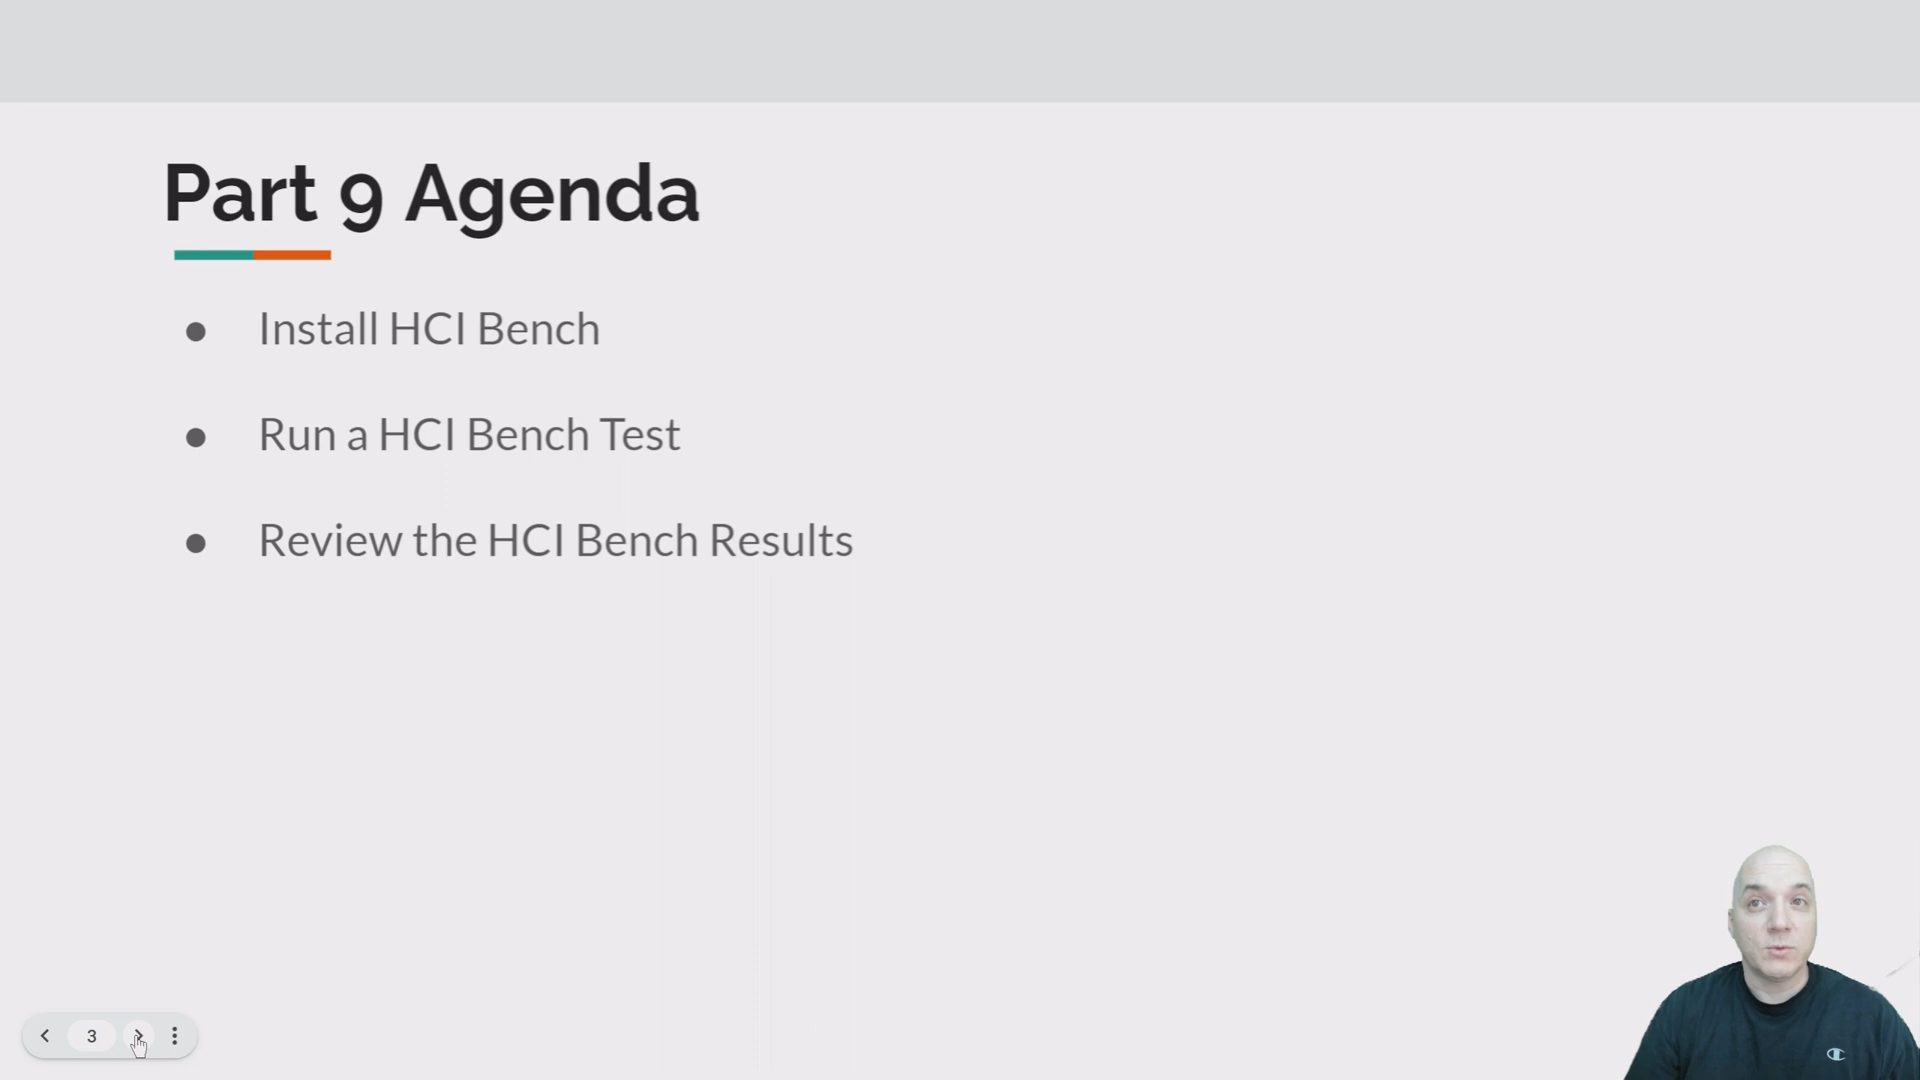 Part 9 Agenda
● Install HCI Bench
● Run a HCI Bench Test
● Review the HCI Bench Results
3